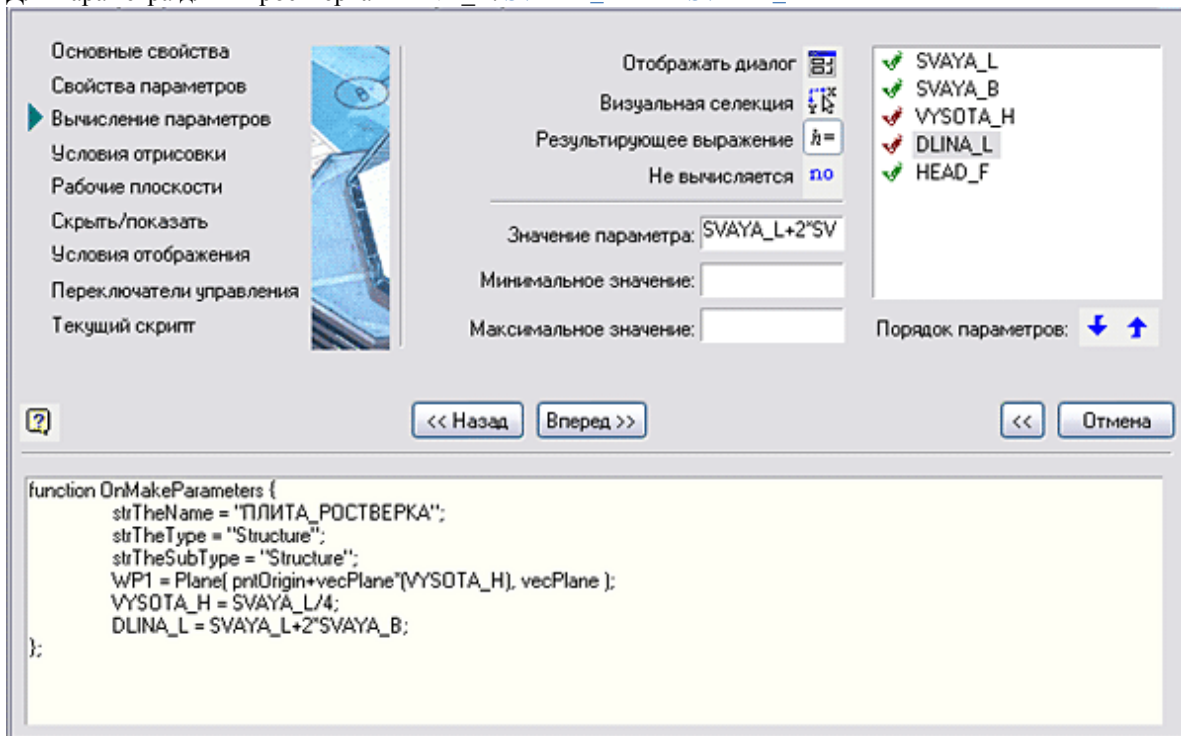 Основные свойства
Свойства параметров
Вычисление параметров
Условия отрисовки
Рабочие плоскости
Скрыть/показать
Условия отображения
Переключатели управления
Текущий скрипт
Отображать диалог
Визуальная селекция
Результирующее выражение h=
Не вычисляется no
Значение параметра: SVAYA_L+2*SV
Минимальное значение:
Максимальное значение:
SVAYA_L
SVAYA_B
VYSOTA_H
DLINA_L
HEAD_F
Порядок параметров:
<< Назад
Вперед >>
<<
Отмена
function OnMakeParameters {
strTheName = "ПЛИТА_РОСТВЕРКА";
strTheType = "Structure";
strTheSubType = "Structure";
WP1 = Plane( pntOrigin+vecPlane*(VYSOTA_H), vecPlane );
VYSOTA_H = SVAYA_L/4;
DLINA_L = SVAYA_L+2*SVAYA_B;
};